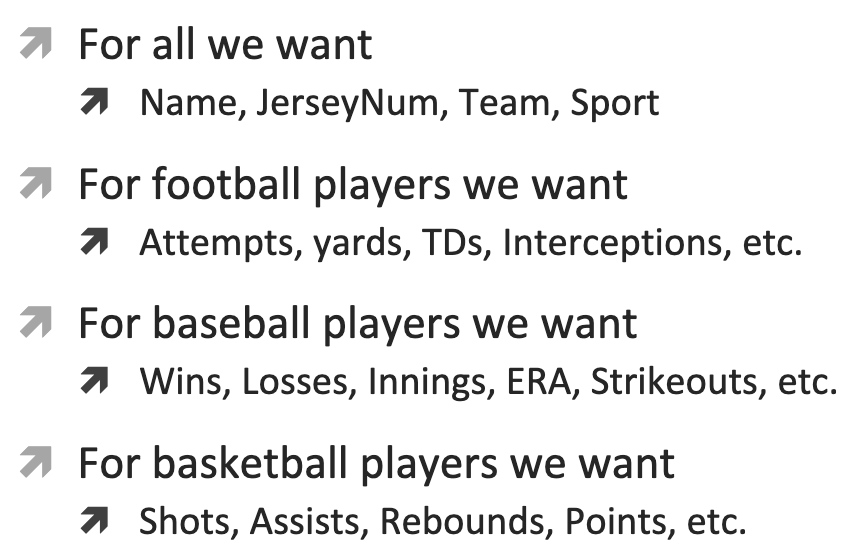 For all we want
Name, JerseyNum, Team, Sport
For football players we want
Attempts, yards, TDs, Interceptions, etc.
For baseball players we want
Wins, Losses, Innings, ERA, Strikeouts, etc.
For basketball players we want
Shots, Assists, Rebounds, Points, etc.